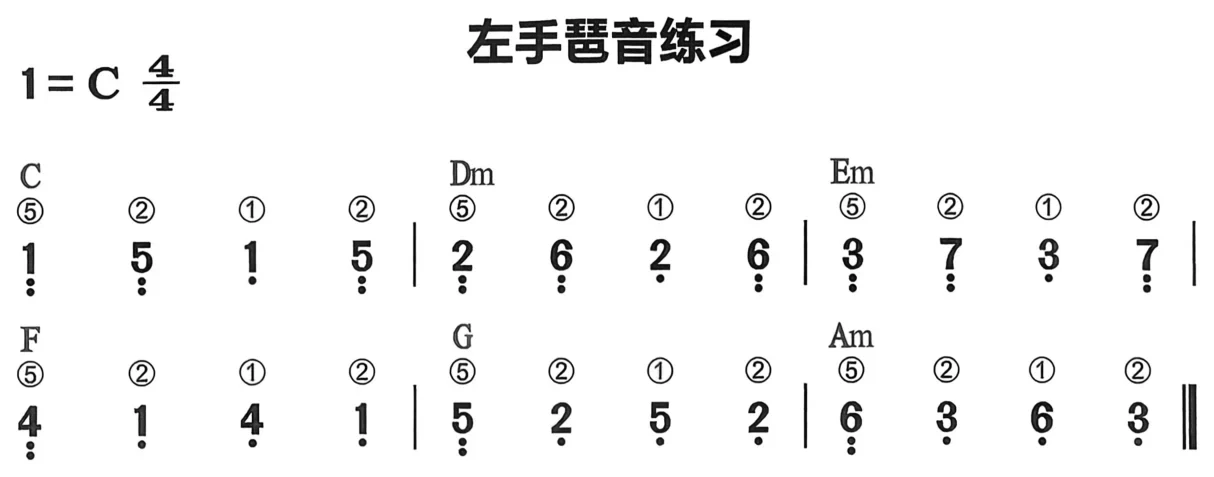 左手琶音练习
1=C 4/4
C Dm Em
⑤ ② ① ② ⑤ ② ① ② ⑤ ② ① ②
1̣̣ 5̣̣ 1̣ 5̣̣ | 2̣̣ 6̣̣ 2̣ 6̣̣ | 3̣̣ 7̣̣ 3̣ 7̣̣ |
F G Am
⑤ ② ① ② ⑤ ② ① ② ⑤ ② ① ②
4̣̣ 1̣ 4̣ 1̣ | 5̣̣ 2̣ 5̣ 2̣ | 6̣̣ 3̣ 6̣ 3̣ ‖